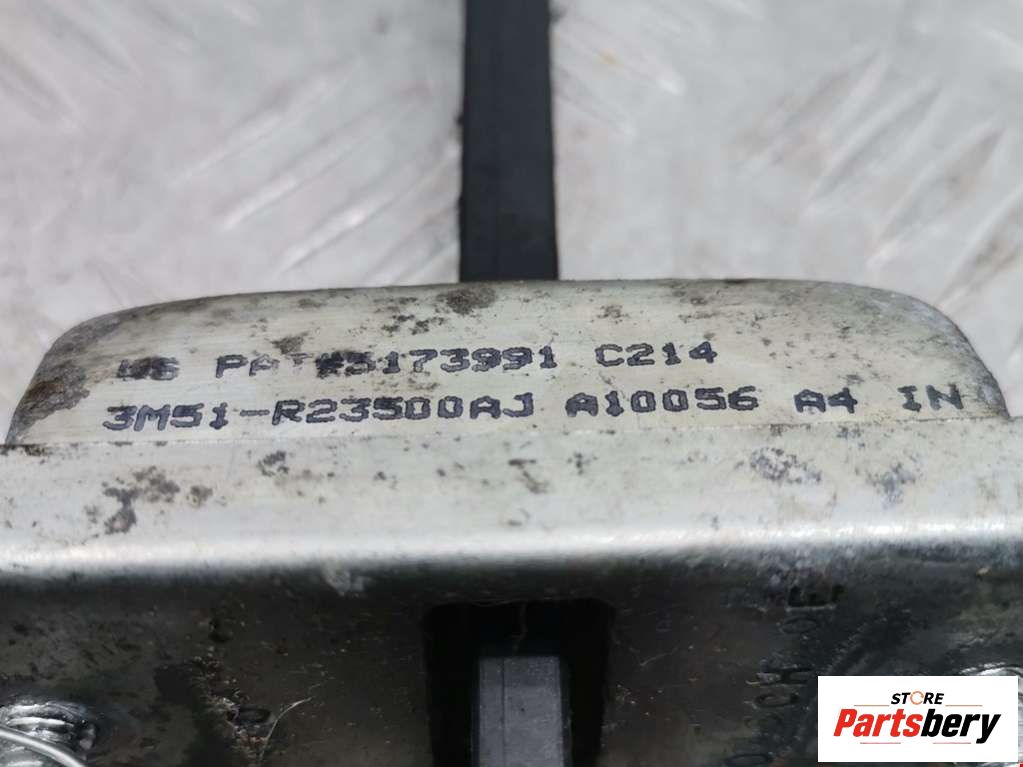 US PAT#5173991 C214
3M51-R23500AJ A10056 A4 IN
STORE
Partsbery